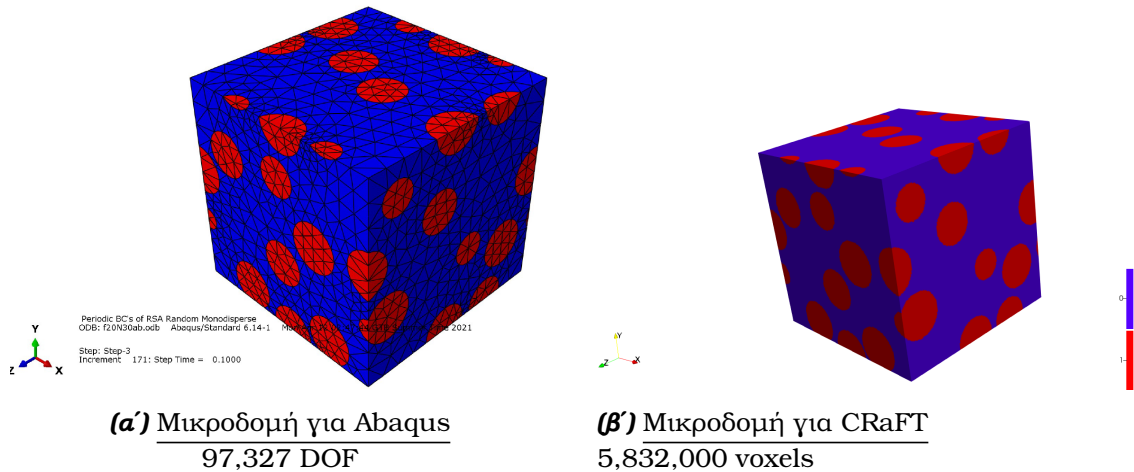 Periodic BC's of RSA Random Monodisperse
ODB: f20N30ab.odb Abaqus/Standard 6.14-1 2021
Step: Step-3
Increment 171: Step Time = 0.1000
Y
Z
X
Y
Z
X
0
1
(α΄) Μικροδομή για Abaqus
97,327 DOF
(β΄) Μικροδομή για CRaFT
5,832,000 voxels